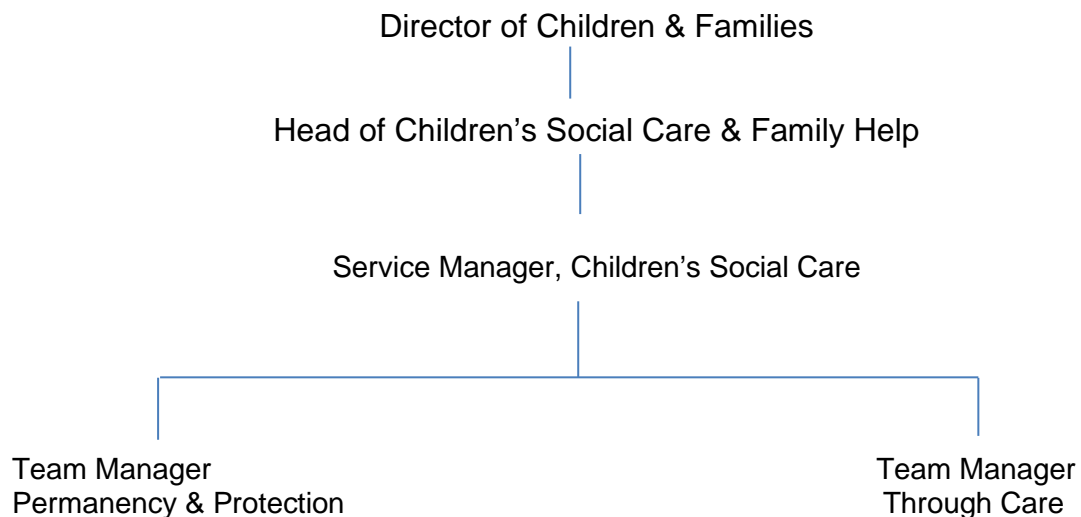 Director of Children & Families
Head of Children’s Social Care & Family Help
Service Manager, Children’s Social Care
Team Manager
Permanency & Protection
Team Manager
Through Care